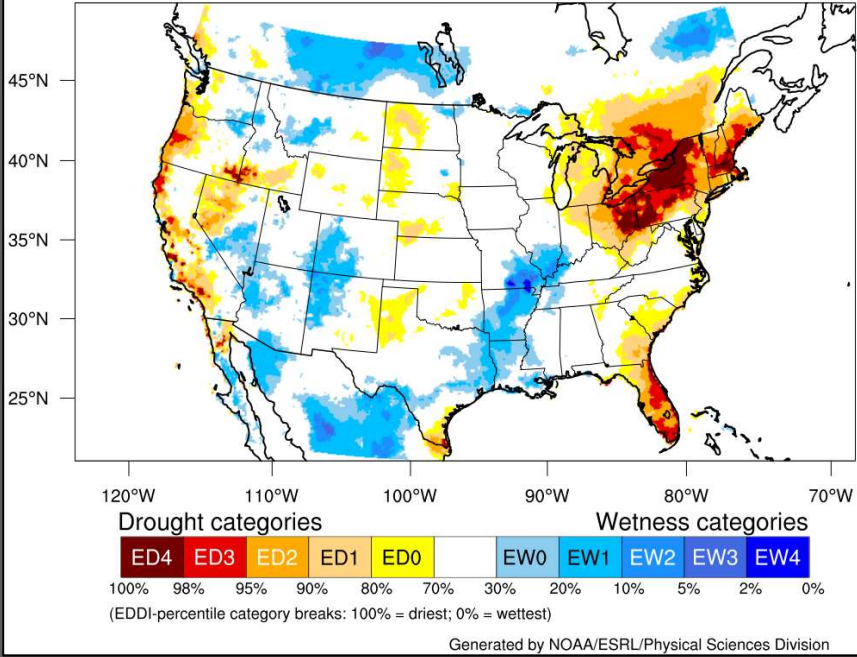 45°N
40°N
35°N
30°N
25°N
120°W 110°W 100°W 90°W 80°W 70°W
Drought categories Wetness categories
ED4 ED3 ED2 ED1 ED0 EW0 EW1 EW2 EW3 EW4
100% 98% 95% 90% 80% 70% 30% 20% 10% 5% 2% 0%
(EDDI-percentile category breaks: 100% = driest; 0% = wettest)
Generated by NOAA/ESRL/Physical Sciences Division